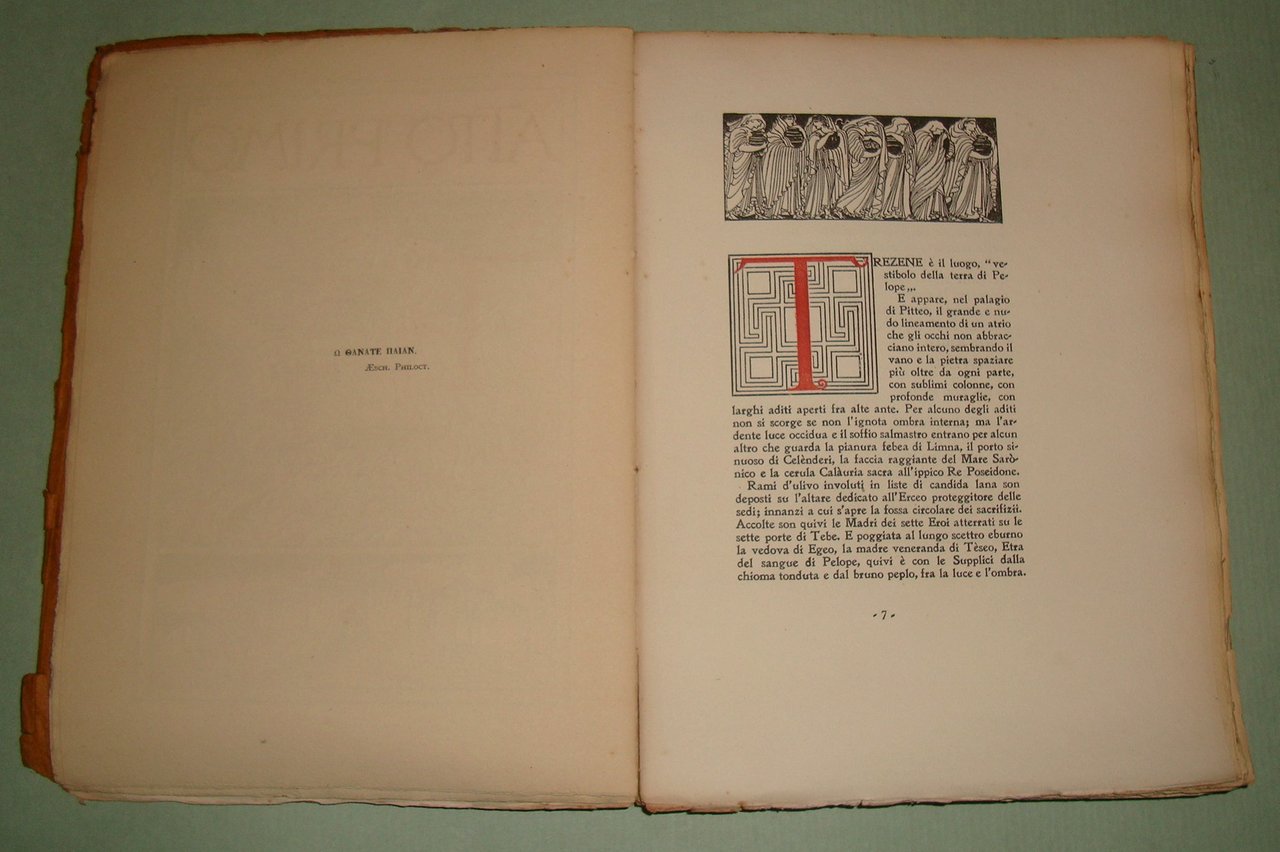 Ω ΘΑΝΑΤΕ ΠΑΙΑΝ.
ÆSCH. PHILOCT.
TREZENE è il luogo, “ve-
stibolo della terra di Pe-
lope„.
E appare, nel palagio
di Pitteo, il grande e nu-
do lineamento di un atrio
che gli occhi non abbrac-
ciano intero, sembrando il
vano e la pietra spaziare
più oltre da ogni parte,
con sublimi colonne, con
profonde muraglie, con
larghi aditi aperti fra alte ante. Per alcuno degli aditi
non si scorge se non l'ignota ombra interna; ma l'ar-
dente luce occidua e il soffio salmastro entrano per alcun
altro che guarda la pianura febea di Limna, il porto si-
nuoso di Celènderi, la faccia raggiante del Mare Sarò-
nico e la cerula Calàuria sacra all'ippico Re Poseidone.
Rami d'ulivo involuti in liste di candida lana son
deposti su l'altare dedicato all'Erceo proteggitore delle
sedi; innanzi a cui s'apre la fossa circolare dei sacrifizii.
Accolte son quivi le Madri dei sette Eroi atterrati su le
sette porte di Tebe. E poggiata al lungo scettro eburno
la vedova di Egeo, la madre veneranda di Tèseo, Etra
del sangue di Pelope, quivi è con le Supplici dalla
chioma tonduta e dal bruno peplo, fra la luce e l'ombra.
- 7 -